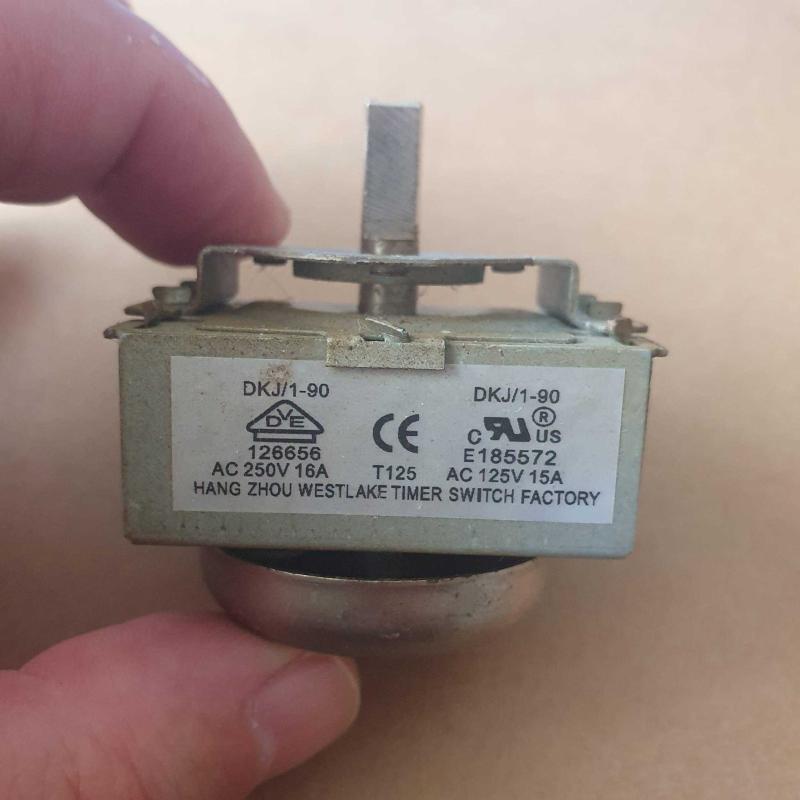 DKJ/1-90 DKJ/1-90
DVE CE c RU ® US
126656 E185572
AC 250V 16A T125 AC 125V 15A
HANG ZHOU WESTLAKE TIMER SWITCH FACTORY